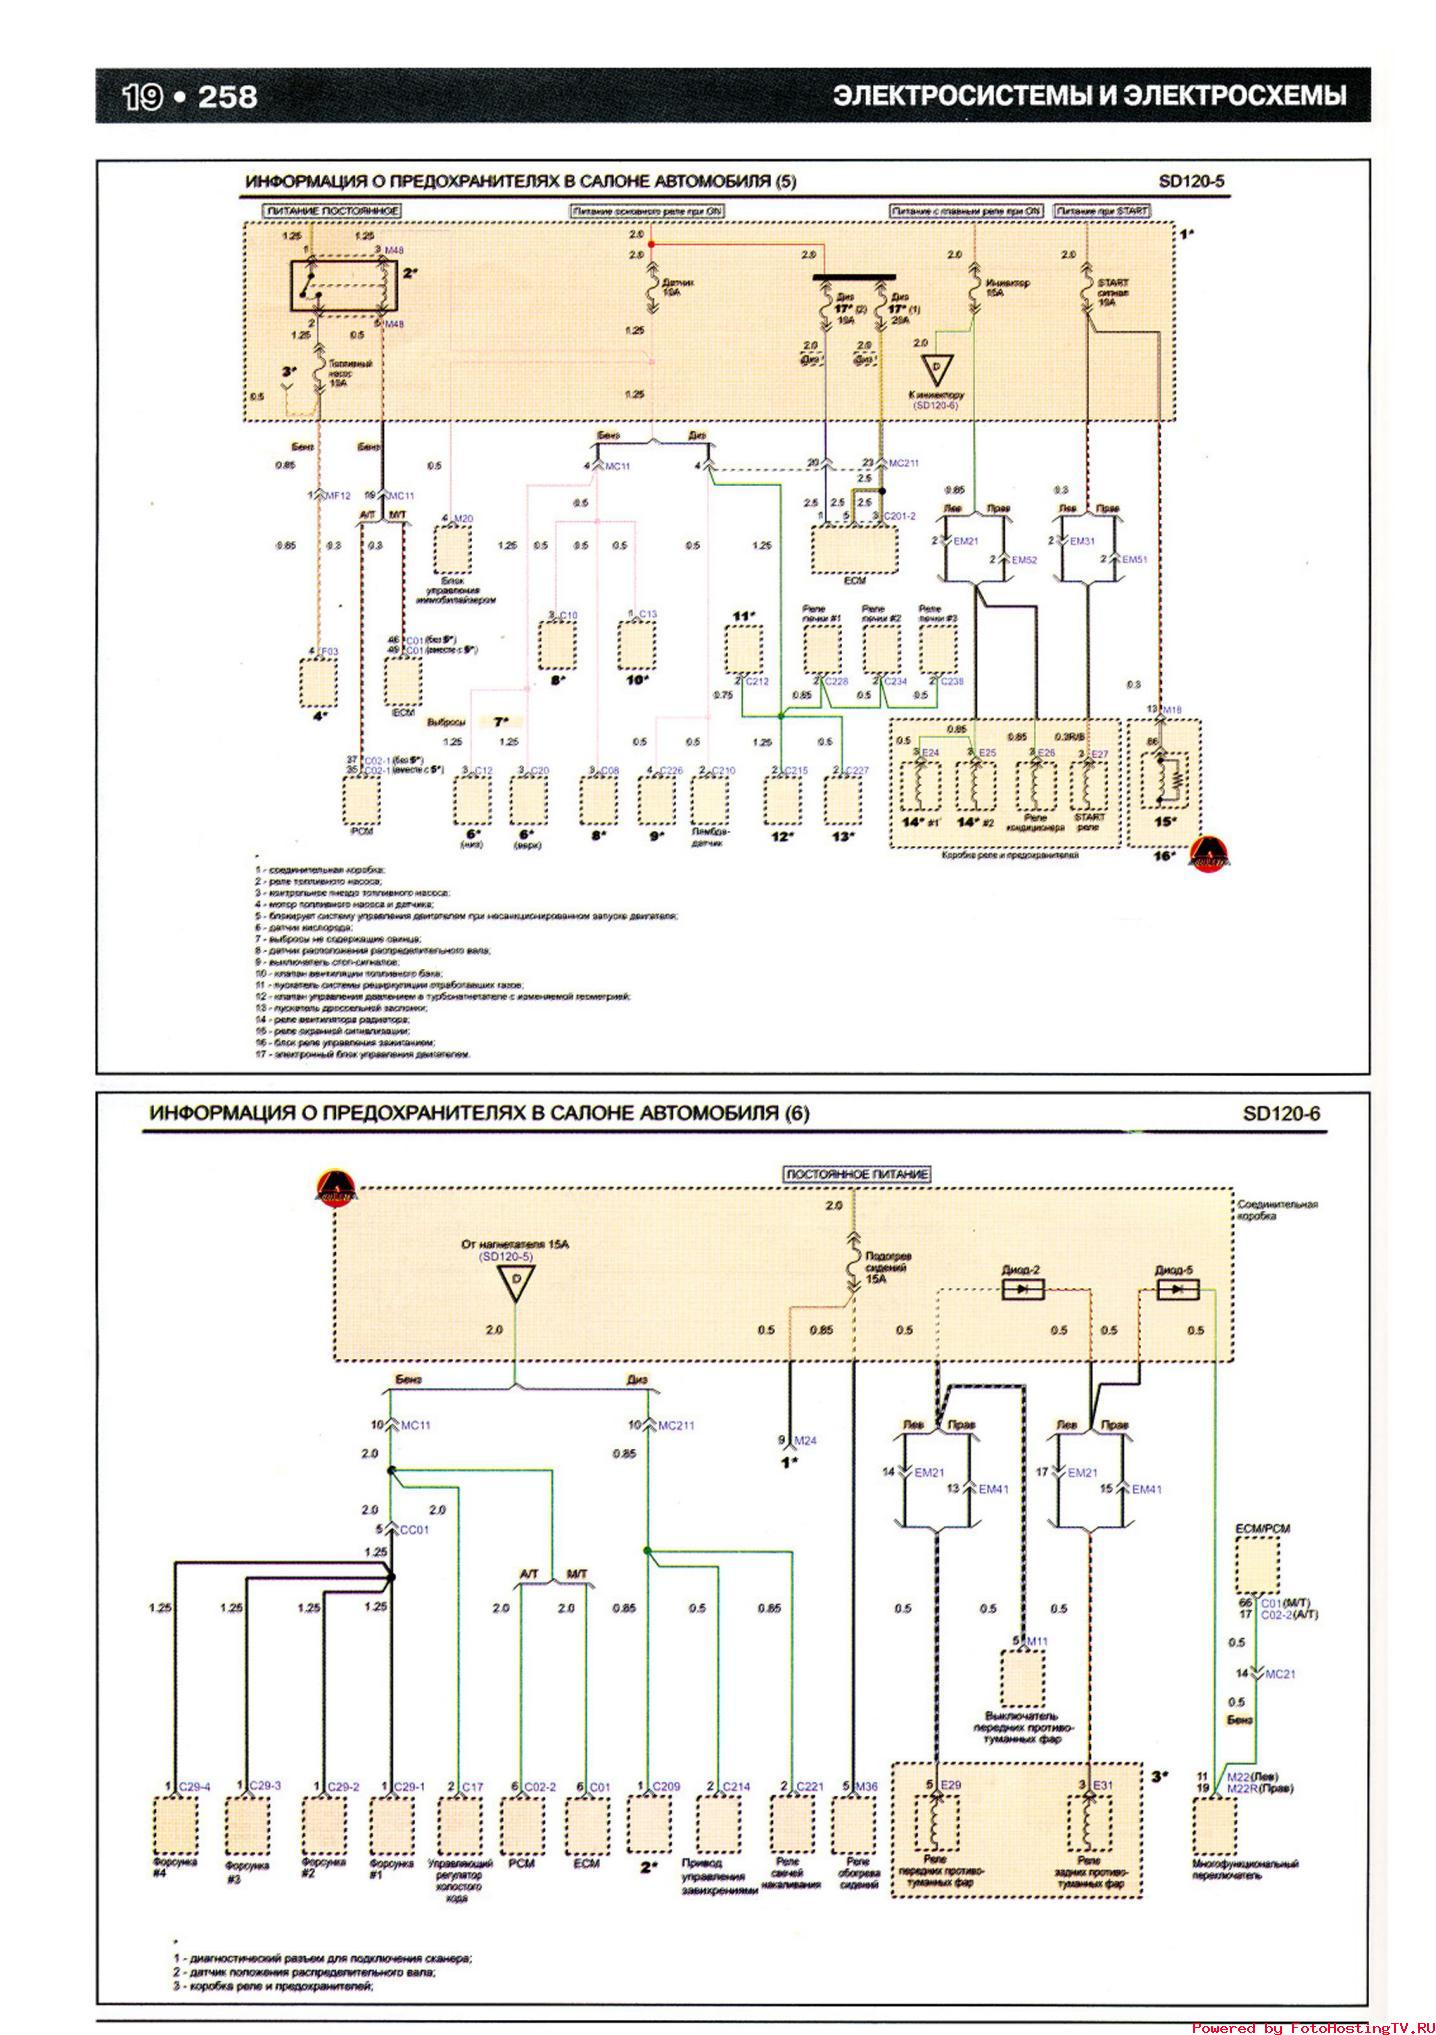 19 • 258
ЭЛЕКТРОСИСТЕМЫ И ЭЛЕКТРОСХЕМЫ
ИНФОРМАЦИЯ О ПРЕДОХРАНИТЕЛЯХ В САЛОНЕ АВТОМОБИЛЯ (5)
SD120-5
ПИТАНИЕ ПОСТОЯННОЕ
Питание основного реле при ON
Питание с главным реле при ON
Питание при START
1.25 1.25 2.0 2.0 2.0 2.0 2.0
1*
1 3 M48
2*
2 5 M48
Датчик
10A
Диз
17* (2)
Диз
17* (1)
20A
Инжектор
15A
START
сигнал
10A
1.25 0.5 1.25
Топливный
насос
3*
0.5
1.25
2.0 2.0
Диз Диз
2.0
D
К инжектору
(SD120-6)
Бенз Бенз
0.85 0.5
Бенз Диз
4 MC11 4 20 23 MC211
2.5
1 MF12 19 MC11
A/T M/T
4 M20
0.5
2.5 2.5 2.5
1 5 3 C201-2
0.85 0.3
Лев Прав Лев Прав
2 EM21 2 EM52 2 EM31 2 EM51
0.85 0.3 0.3 1.25 0.5 0.5 0.5 0.5 1.25
Блок
управления
иммобилайзером
ECM
3 C10 1 C13
11*
Реле
печки #1
Реле
печки #2
Реле
печки #3
46 C01 (без 5*)
49 C01 (вместе с 5*)
4 F03
4*
ECM
8* 10*
2 C212 2 C228 2 C234 2 C238
0.75 0.85 0.5 0.5
0.3
13 M18
Выбросы 7*
1.25 1.25 0.5 0.5 0.5 1.25 0.5
0.5 0.85 0.85 0.3R/B
86
37 C02-1 (без 5*)
35 C02-1 (вместе с 5*)
3 C12 3 C20 3 C08 4 C226 2 C210 2 C215 2 C227
3 E24 3 E25 3 E26 3 E27
PCM
6*
(низ)
6*
(верх)
8*
9*
Лямбда-
датчик
12*
13*
14* #1
14* #2
Реле
кондиционера
START
реле
15*
Коробка реле и предохранителей
16*
*
1 - соединительная коробка;
2 - реле топливного насоса;
3 - контрольное гнездо топливного насоса;
4 - мотор топливного насоса и датчика;
5 - блокирует систему управления двигателем при несанкционированном запуске двигателя;
6 - датчик кислорода;
7 - выбросы не содержащие свинца;
8 - датчик расположения распределительного вала;
9 - выключатель стоп-сигналов;
10 - клапан вентиляции топливного бака;
11 - пускатель системы рециркуляции отработавших газов;
12 - клапан управления давлением в турбонагнетателе с изменяемой геометрией;
13 - пускатель дроссельной заслонки;
14 - реле вентилятора радиатора;
15 - реле охранной сигнализации;
16 - блок реле управления зажиганием;
17 - электронный блок управления двигателем.
ИНФОРМАЦИЯ О ПРЕДОХРАНИТЕЛЯХ В САЛОНЕ АВТОМОБИЛЯ (6)
SD120-6
ПОСТОЯННОЕ ПИТАНИЕ
2.0
Соединительная
коробка
От нагнетателя 15A
(SD120-5)
D
Подогрев
сидений
15A
Диод-2
Диод-5
2.0 0.5 0.85 0.5 0.5 0.5 0.5
Бенз Диз
10 MC11 10 MC211
9 M24
1*
Лев Прав Лев Прав
2.0 0.85
14 EM21 13 EM41 17 EM21 15 EM41
2.0 2.0
5 CC01
1.25
ECM/PCM
A/T M/T
1.25 1.25 1.25 1.25 2.0 2.0 0.85 0.5 0.85 0.5 0.5 0.5
66 C01(M/T)
17 C02-2(A/T)
0.5
5 M11
14 MC21
0.5
Бенз
Выключатель
передних противо-
туманных фар
1 C29-4 1 C29-3 1 C29-2 1 C29-1 2 C17 6 C02-2 6 C01 1 C209 2 C214 2 C221 5 M36 5 E29 3 E31
3*
11 M22(Лев)
19 M22R(Прав)
Форсунка
#4
Форсунка
#3
Форсунка
#2
Форсунка
#1
Управляющий
регулятор
холостого
хода
PCM
ECM
2*
Привод
управления
завихрениями
Реле
свечей
накаливания
Реле
обогрева
сидений
Реле
передних противо-
туманных фар
Реле
задних противо-
туманных фар
Многофункциональный
переключатель
*
1 - диагностический разъем для подключения сканера;
2 - датчик положения распределительного вала;
3 - коробка реле и предохранителей;
Powered by FotoHostingTV.RU